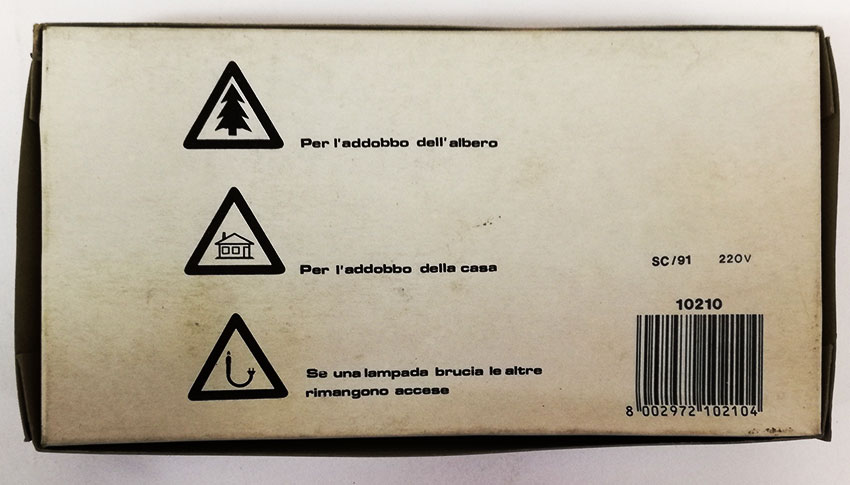 Per l'addobbo dell'albero
Per l'addobbo della casa
SC/91 220V
10210
Se una lampada brucia le altre
rimangono accese
8 002972 102104